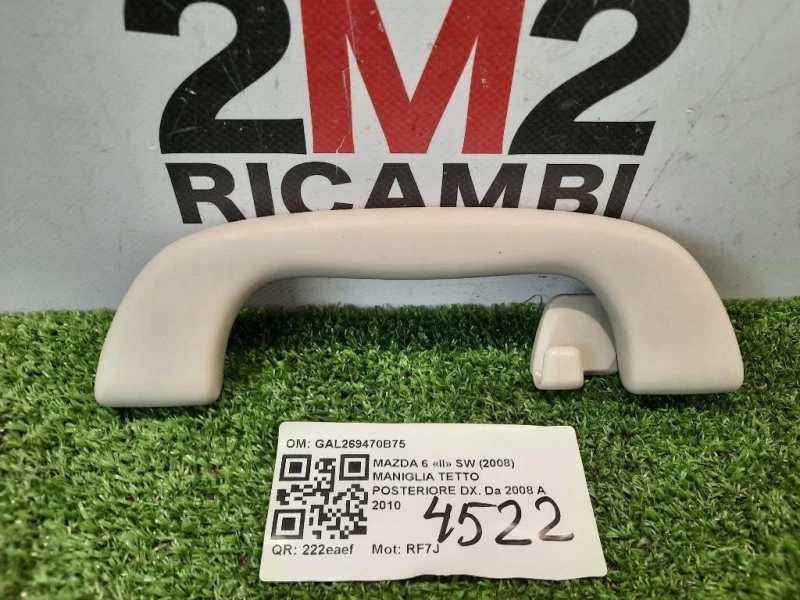 2M2
RICAMBI
OM: GAL269470B75
MAZDA 6 «II» SW (2008)
MANIGLIA TETTO
POSTERIORE DX. Da 2008 A
2010
4522
QR: 222eaef Mot: RF7J